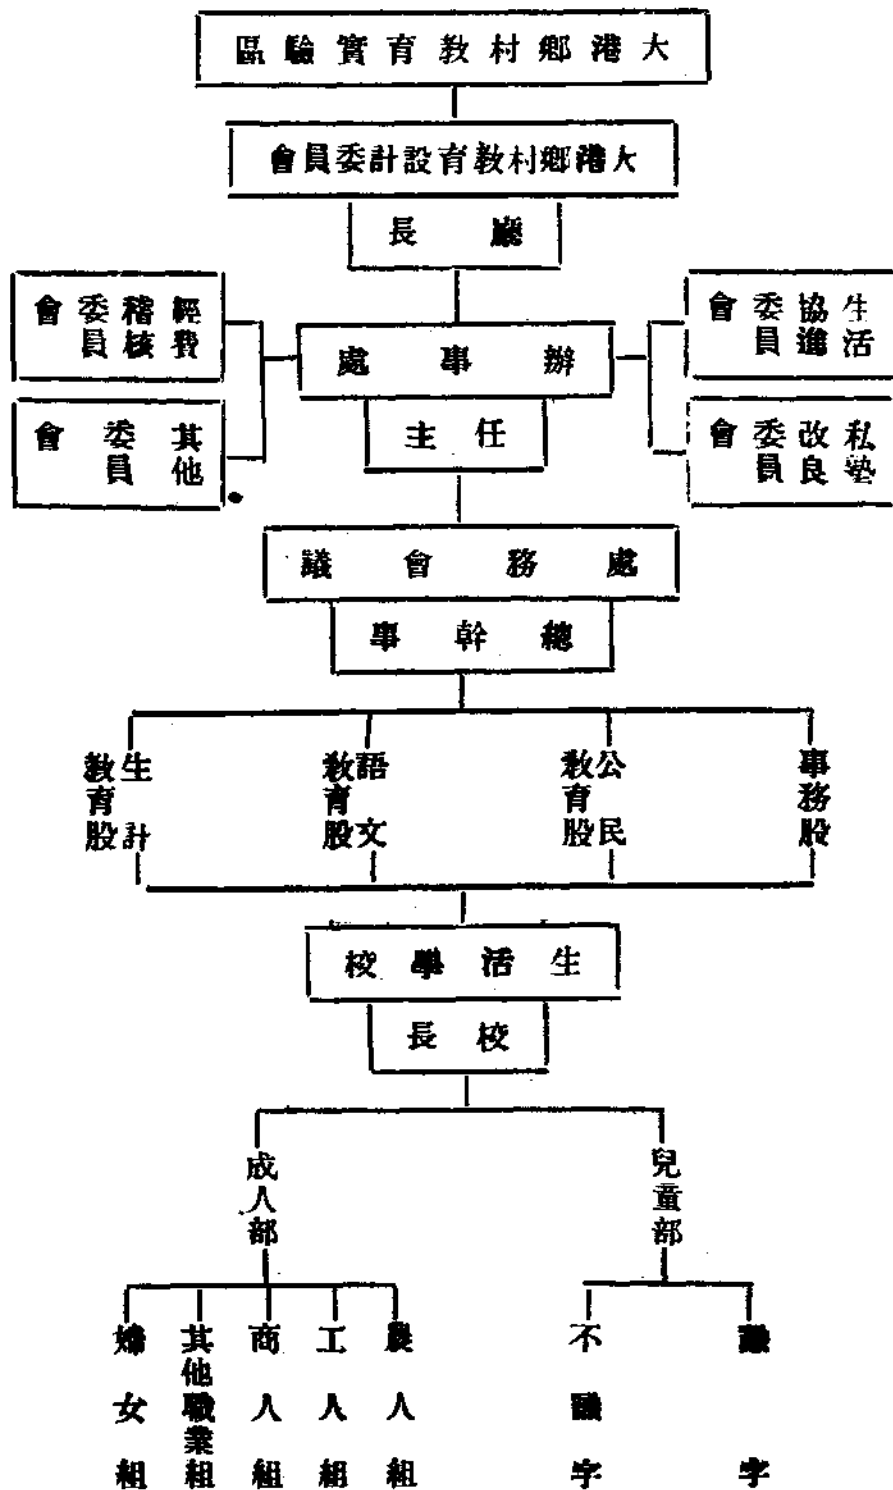 大港鄉村教育實驗區
大港鄉村教育設計委員會
廳長
生活協進委員會
經費稽核委員會
辦事處
私塾改良委員會
其他委員會
主任
處務會議
總幹事
事務股
公民教育股
語文教育股
生計教育股
生活學校
校長
兒童部
成人部
識字
不識字
農人組
工人組
商人組
其他職業組
婦女組